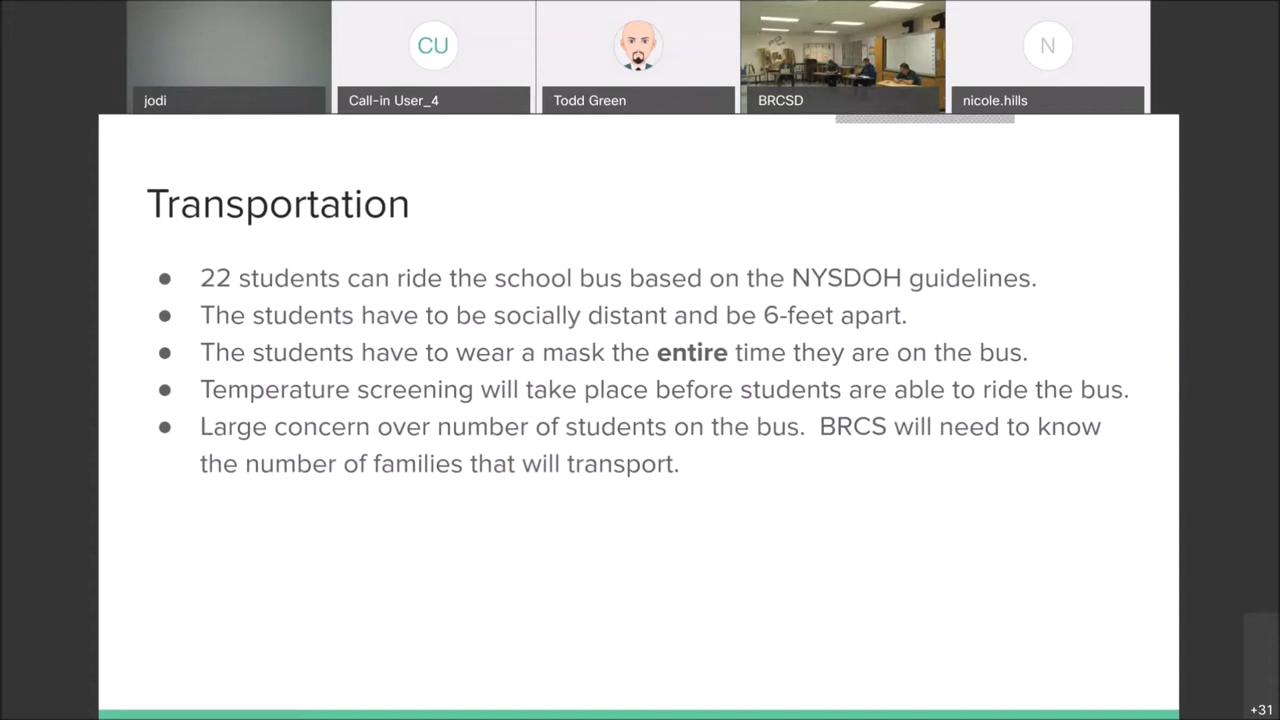 CU
N
jodi
Call-in User_4
Todd Green
BRCSD
nicole.hills
Transportation
● 22 students can ride the school bus based on the NYSDOH guidelines.
● The students have to be socially distant and be 6-feet apart.
● The students have to wear a mask the entire time they are on the bus.
● Temperature screening will take place before students are able to ride the bus.
● Large concern over number of students on the bus.  BRCS will need to know
the number of families that will transport.
+31